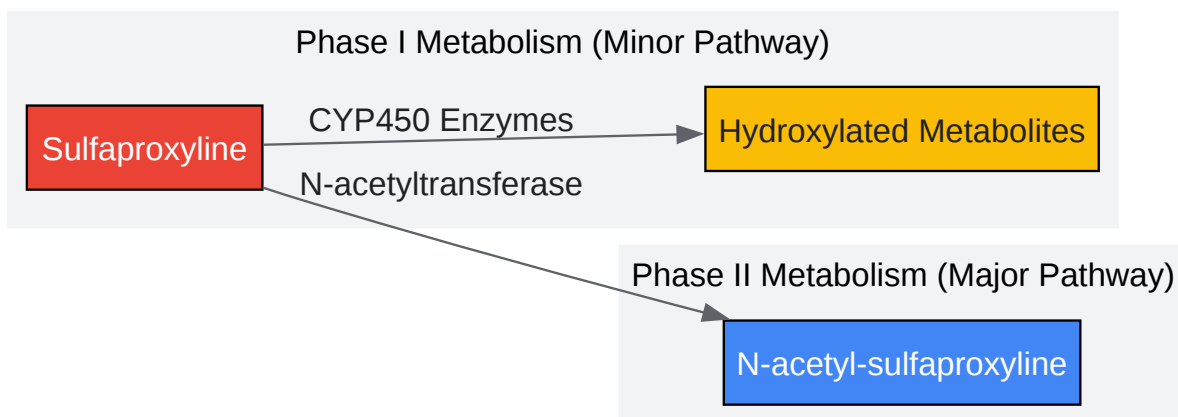 Phase I Metabolism (Minor Pathway)
Sulfaproxyline
CYP450 Enzymes
Hydroxylated Metabolites
N-acetyltransferase
Phase II Metabolism (Major Pathway)
N-acetyl-sulfaproxyline